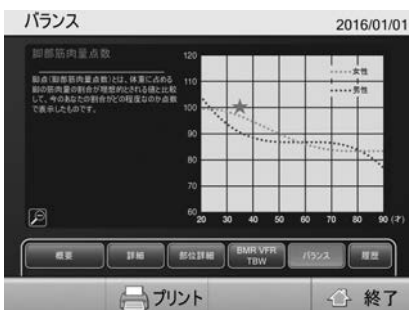 バランス
2016/01/01
脚部筋肉量点数
脚点(脚部筋肉量点数)とは、体重に占める
脚の筋肉量の割合が理想的とされる値と比較
して、今のあなたの割合がどの程度なのか点数
で表示したものです。
120
110
100
90
80
70
60
女性
男性
20 30 40 50 60 70 80 90 (才)
概要
詳細
部位詳細
BMR VFR
TBW
バランス
履歴
プリント
終了